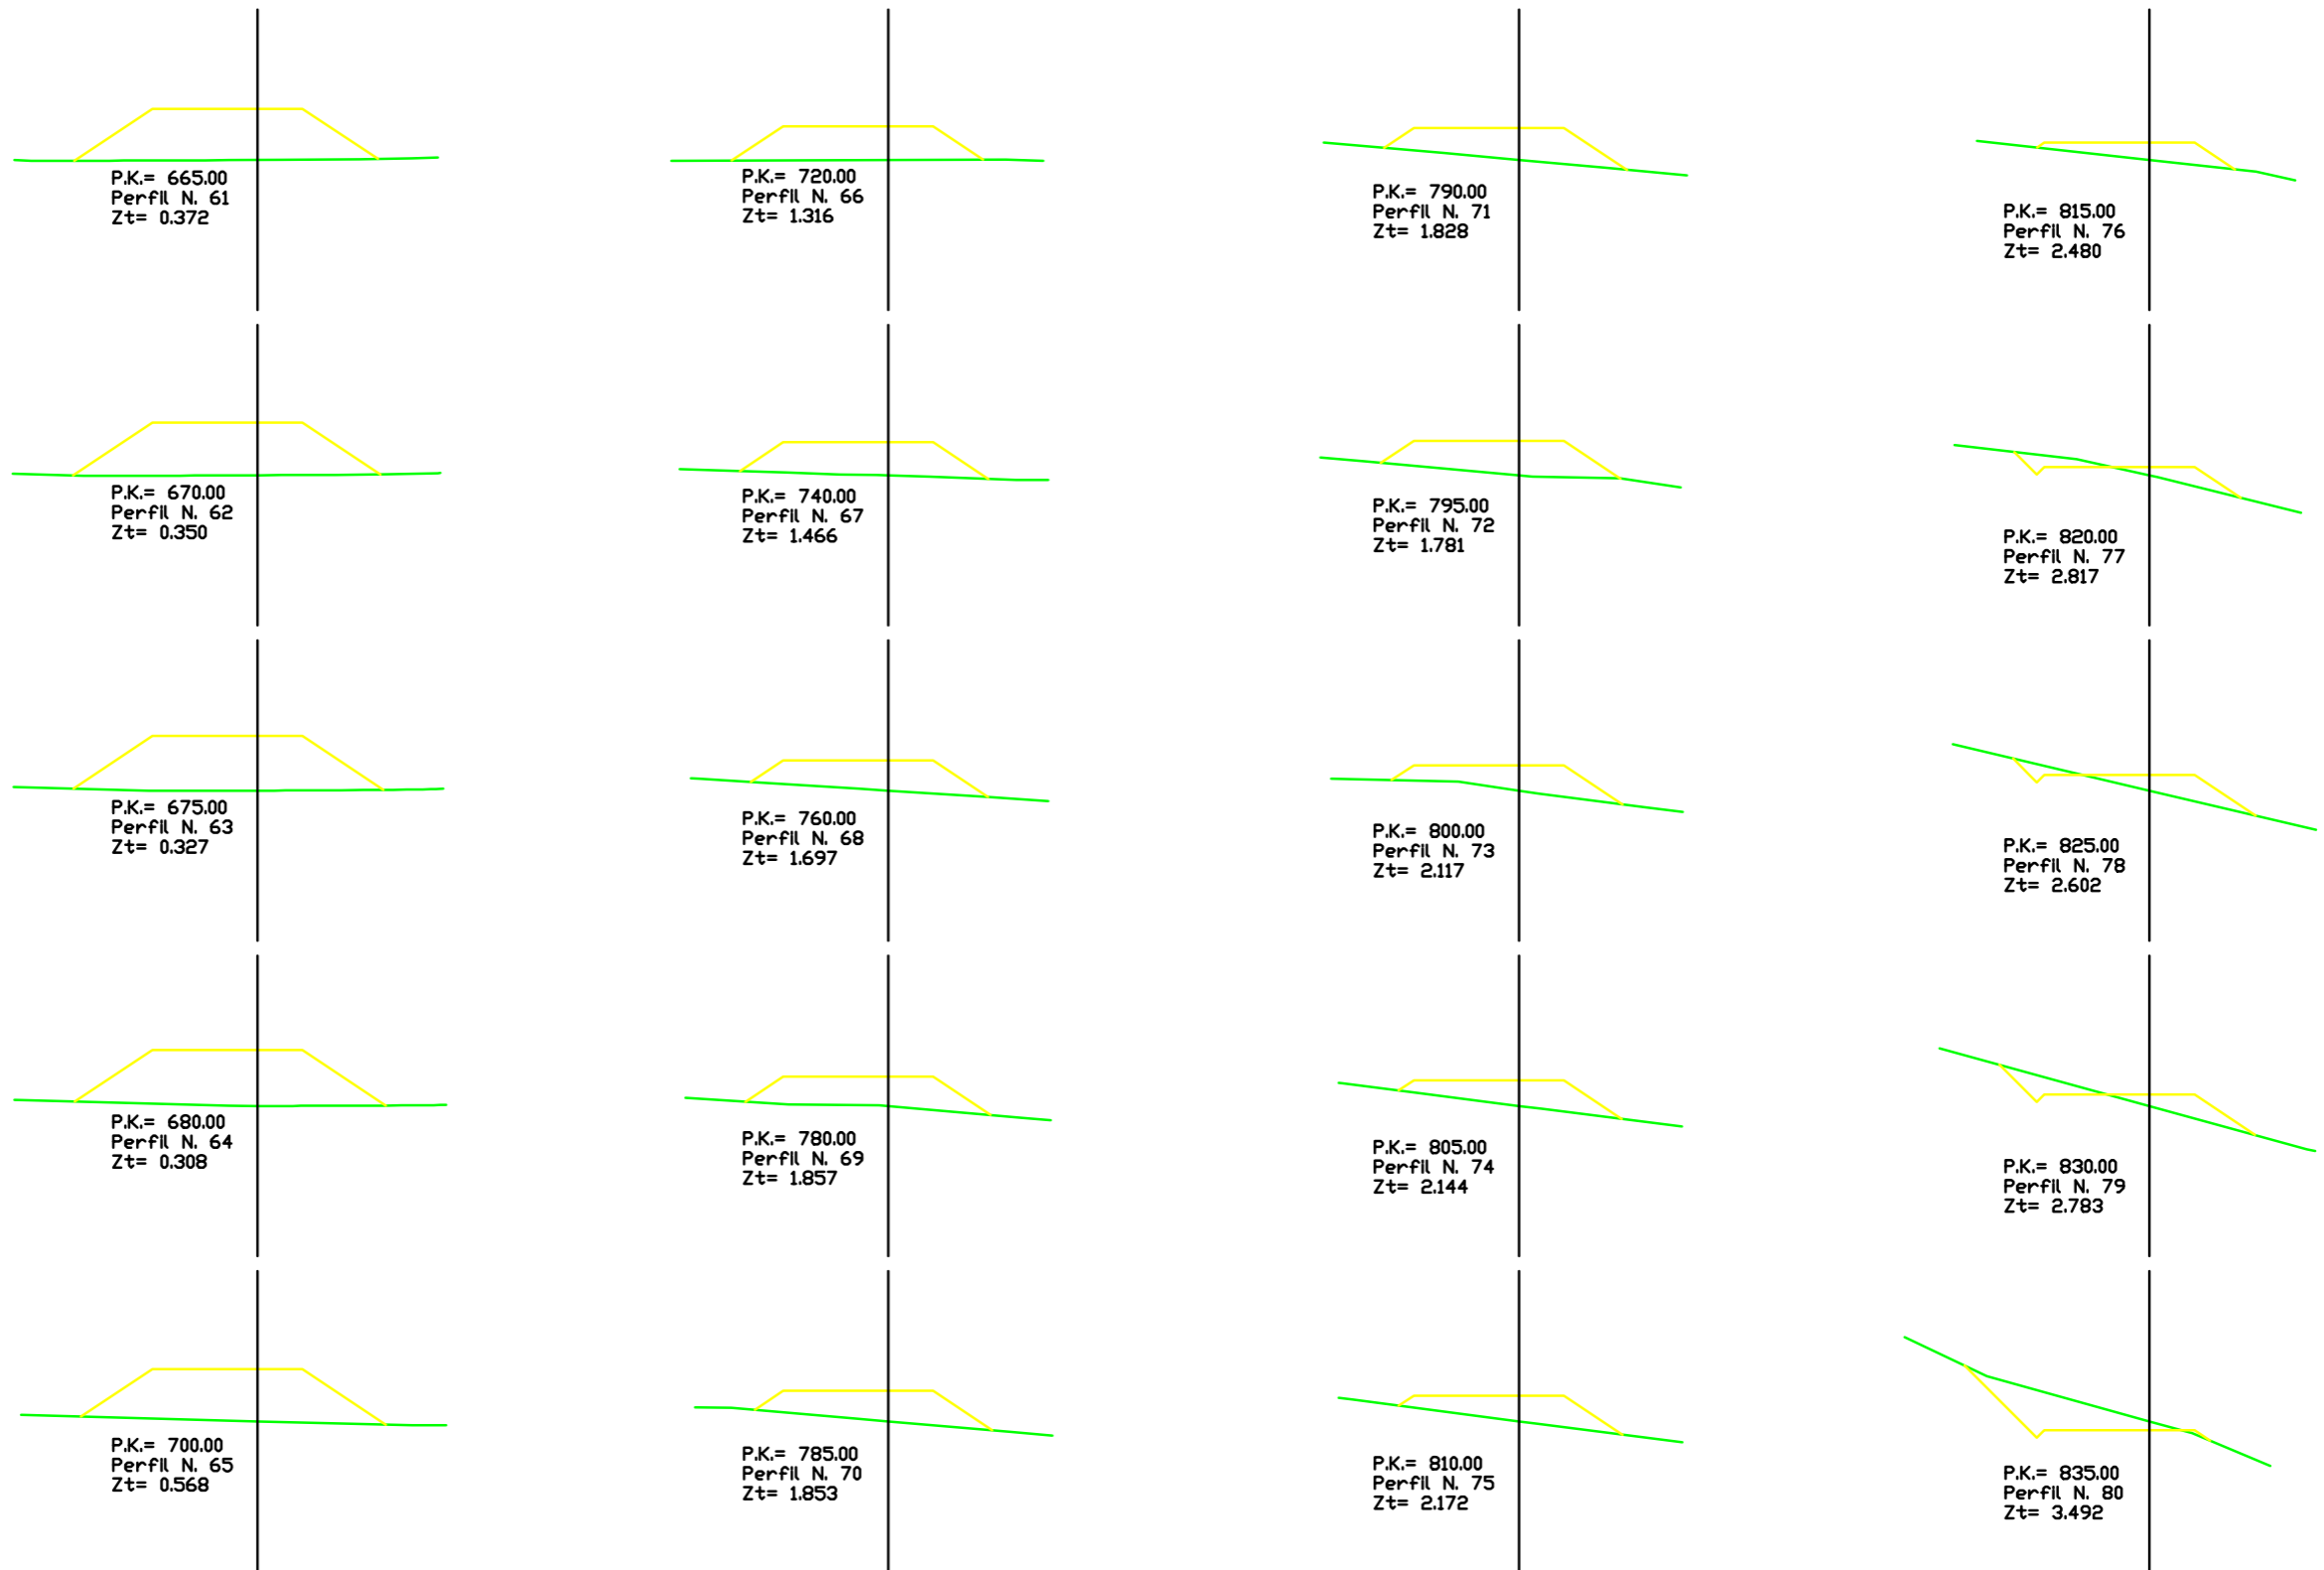 P.K.= 665.00
Perfil N. 61
Zt= 0.372
P.K.= 670.00
Perfil N. 62
Zt= 0.350
P.K.= 675.00
Perfil N. 63
Zt= 0.327
P.K.= 680.00
Perfil N. 64
Zt= 0.308
P.K.= 700.00
Perfil N. 65
Zt= 0.568
P.K.= 720.00
Perfil N. 66
Zt= 1.316
P.K.= 740.00
Perfil N. 67
Zt= 1.466
P.K.= 760.00
Perfil N. 68
Zt= 1.697
P.K.= 780.00
Perfil N. 69
Zt= 1.857
P.K.= 785.00
Perfil N. 70
Zt= 1.853
P.K.= 790.00
Perfil N. 71
Zt= 1.828
P.K.= 795.00
Perfil N. 72
Zt= 1.781
P.K.= 800.00
Perfil N. 73
Zt= 2.117
P.K.= 805.00
Perfil N. 74
Zt= 2.144
P.K.= 810.00
Perfil N. 75
Zt= 2.172
P.K.= 815.00
Perfil N. 76
Zt= 2.480
P.K.= 820.00
Perfil N. 77
Zt= 2.817
P.K.= 825.00
Perfil N. 78
Zt= 2.602
P.K.= 830.00
Perfil N. 79
Zt= 2.783
P.K.= 835.00
Perfil N. 80
Zt= 3.492